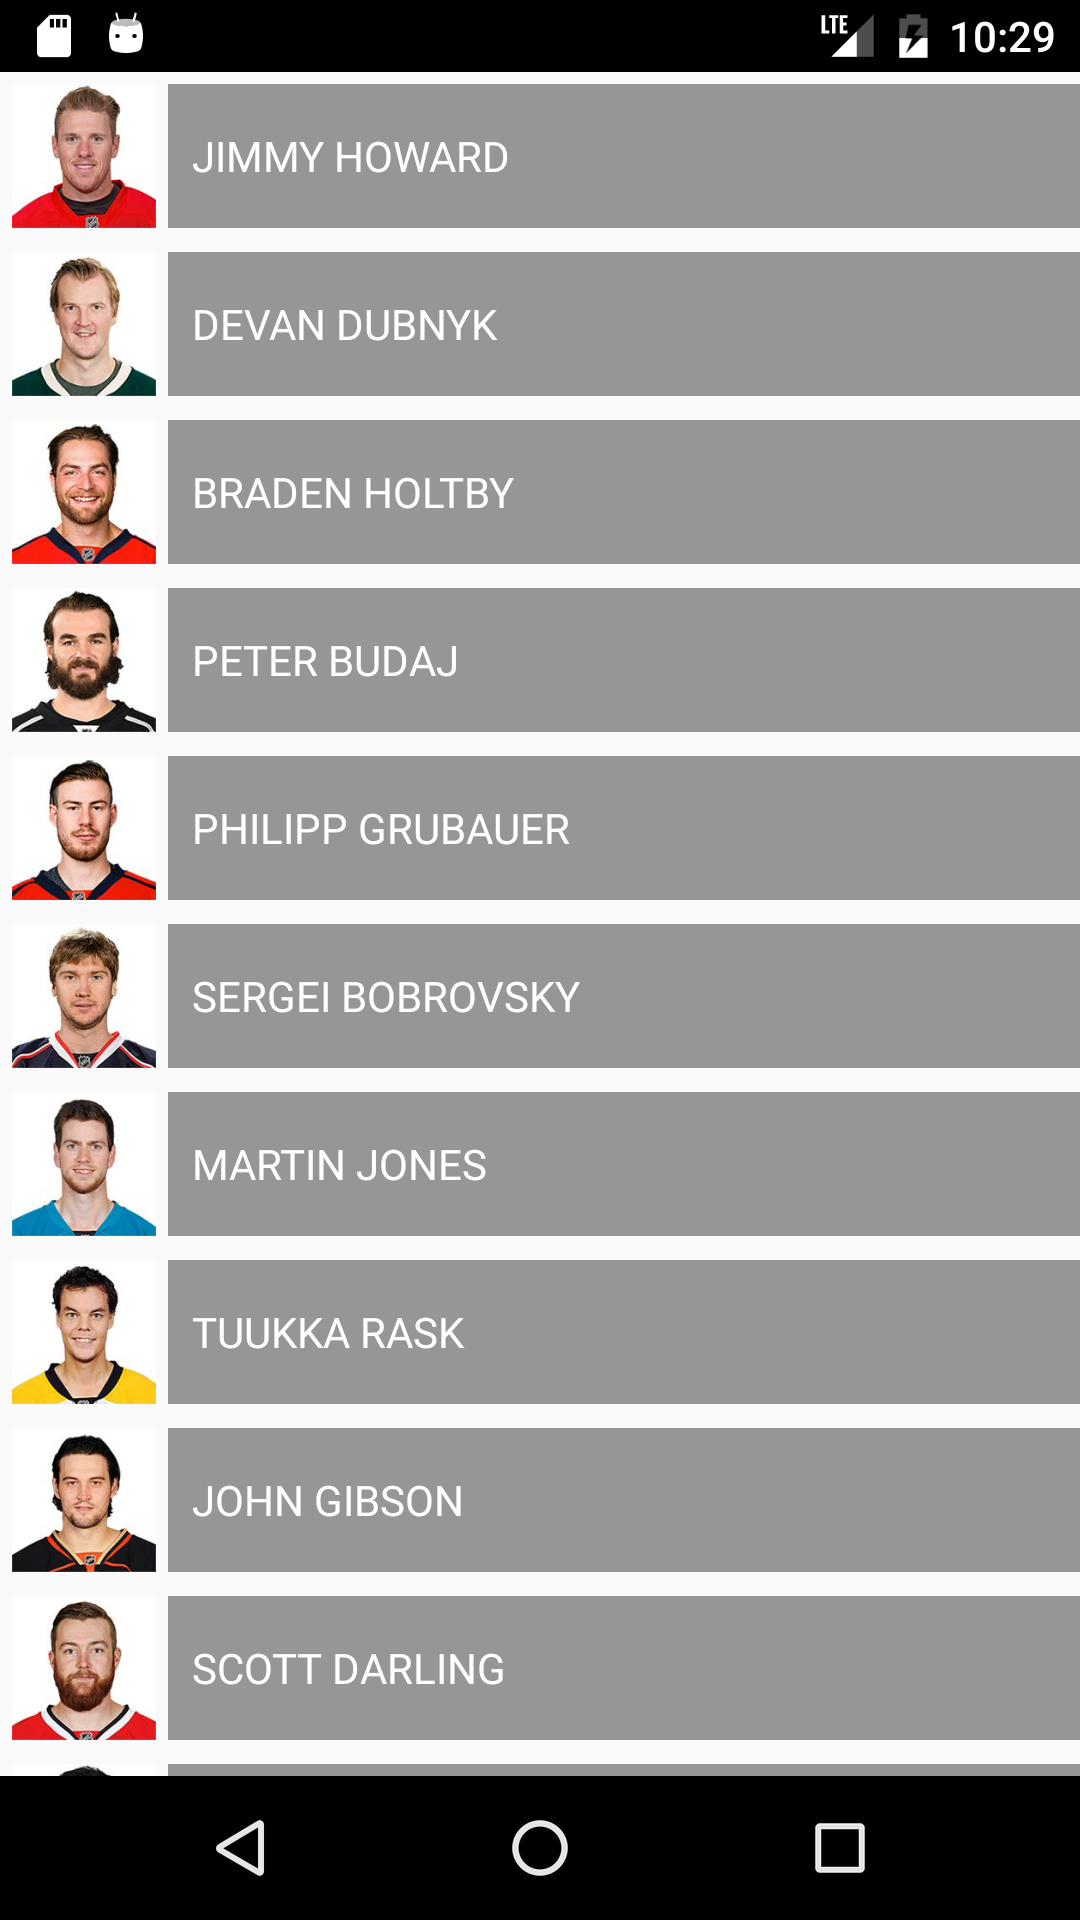 LTE 10:29
JIMMY HOWARD
DEVAN DUBNYK
BRADEN HOLTBY
PETER BUDAJ
PHILIPP GRUBAUER
SERGEI BOBROVSKY
MARTIN JONES
TUUKKA RASK
JOHN GIBSON
SCOTT DARLING